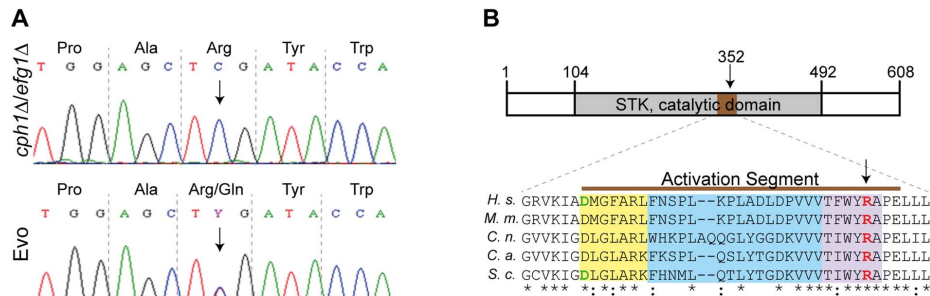 A
cph1Δ/efg1Δ
Pro Ala Arg Tyr Trp
T G G A G C T C G A T A C C A
Evo
Pro Ala Arg/Gln Tyr Trp
T G G A G C T Y G A T A C C A
B
352
1 104 492 608
STK, catalytic domain
Activation Segment
H. s. GRVKIADMGFARLFNSPL--KPLADLDPVVVTFWYRAPELLL
M. m. GRVKIADMGFARLFNSPL--KPLADLDPVVVTFWYRAPELLL
C. n. GVVKIGDLGLARLWHKPLAQQGLYGGDKVVVTIWYRAPELIL
C. a. GVVKIGDLGLARKFNNPL--QSLYTGDKVVVTIWYRAPELLL
S. c. GCVKIGDLGLARKFHNML--QTLYTGDKVVVTIWYRAPELLL